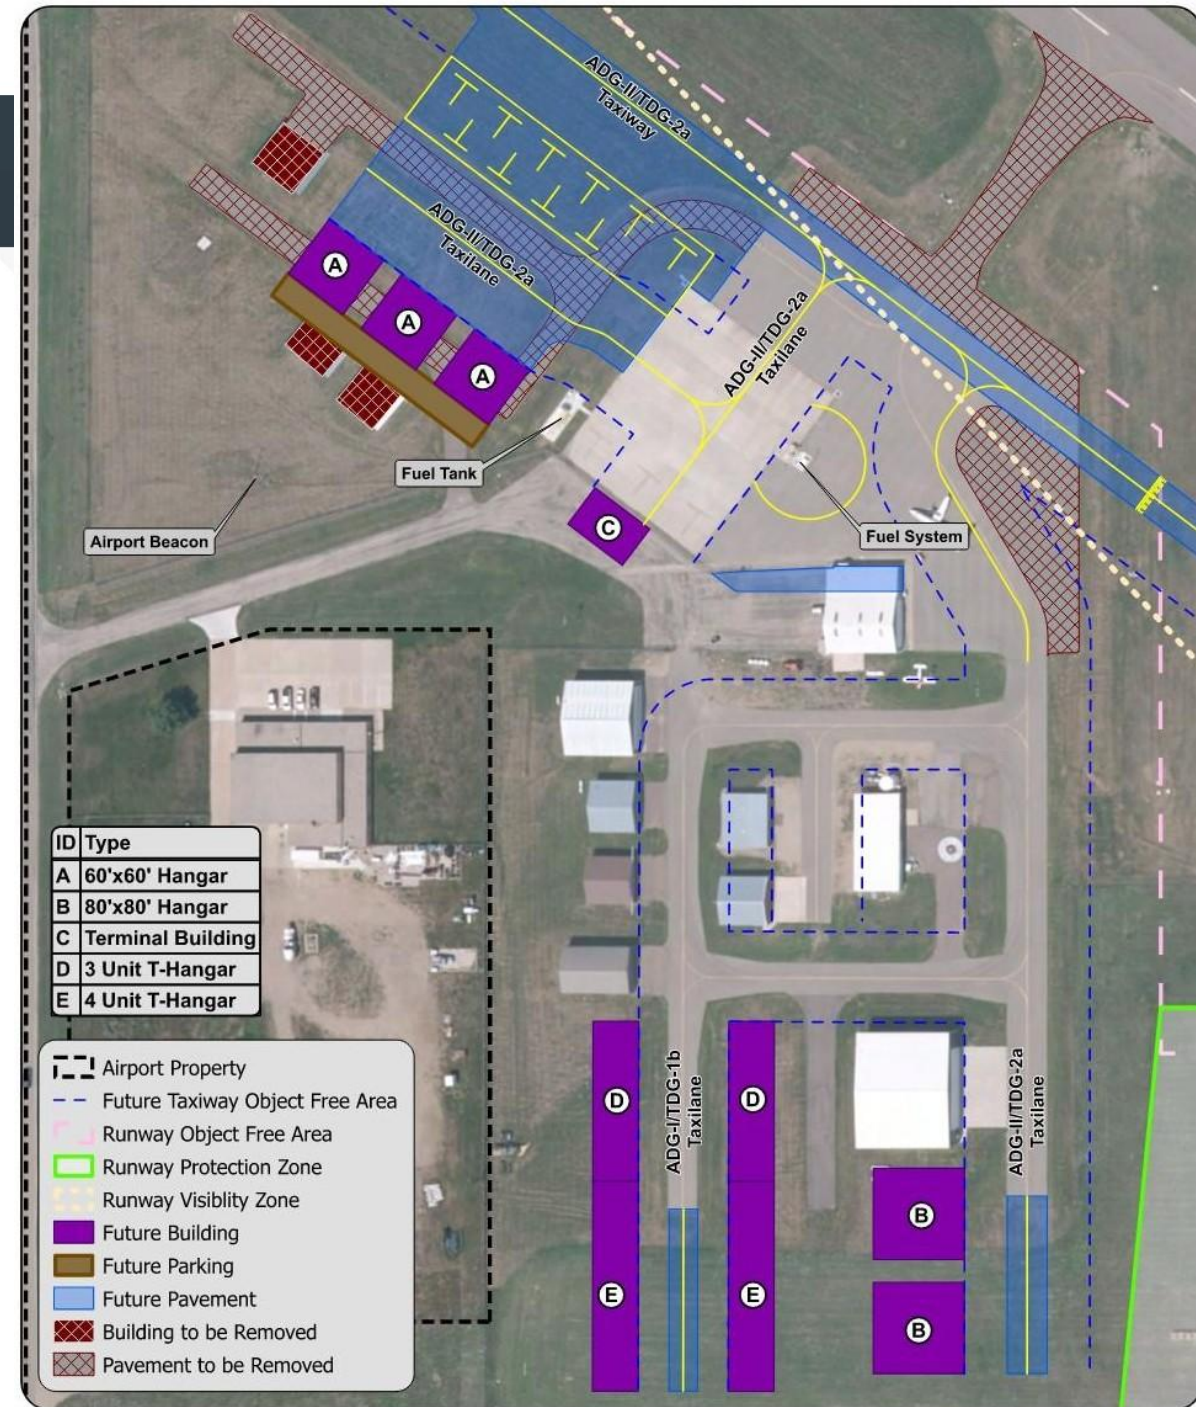 ADG-II/TDG-2a
Taxiway
ADG-II/TDG-2a
Taxilane
A
A
A
ADG-II/TDG-2a
Taxilane
Fuel Tank
C
Airport Beacon
Fuel System
ID Type
A 60'x60' Hangar
B 80'x80' Hangar
C Terminal Building
D 3 Unit T-Hangar
E 4 Unit T-Hangar
D
ADG-I/TDG-1b
Taxilane
D
ADG-II/TDG-2a
Taxilane
B
E
E
B
Airport Property
Future Taxiway Object Free Area
Runway Object Free Area
Runway Protection Zone
Runway Visiblity Zone
Future Building
Future Parking
Future Pavement
Building to be Removed
Pavement to be Removed